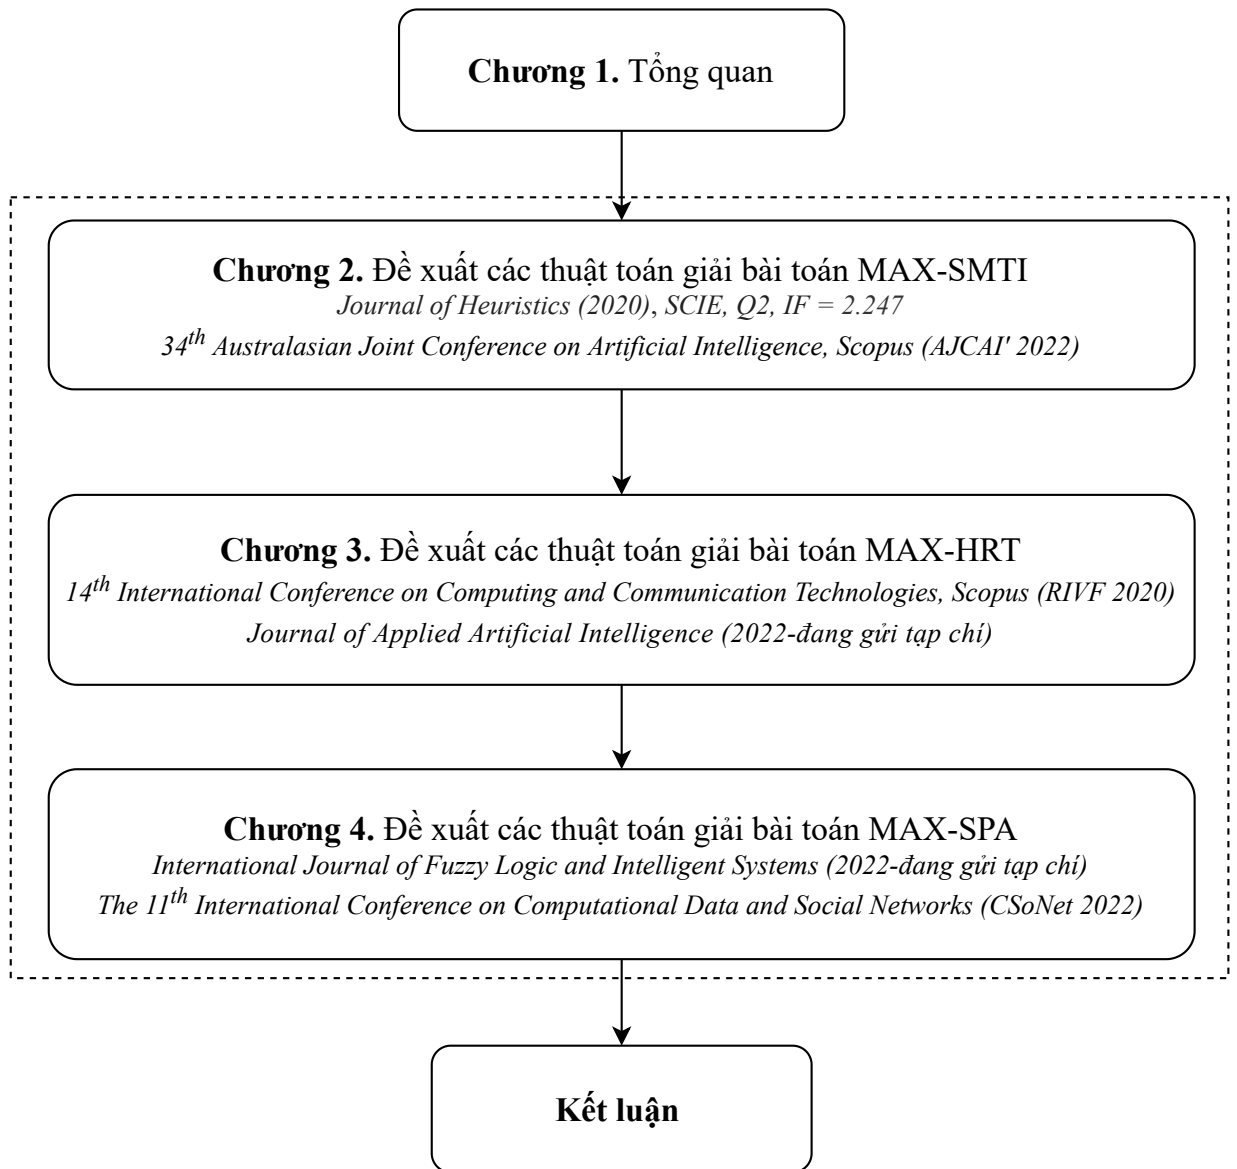 Chương 1. Tổng quan
Chương 2. Đề xuất các thuật toán giải bài toán MAX-SMTI
Journal of Heuristics (2020), SCIE, Q2, IF = 2.247
34th Australasian Joint Conference on Artificial Intelligence, Scopus (AJCAI' 2022)
Chương 3. Đề xuất các thuật toán giải bài toán MAX-HRT
14th International Conference on Computing and Communication Technologies, Scopus (RIVF 2020)
Journal of Applied Artificial Intelligence (2022-đang gửi tạp chí)
Chương 4. Đề xuất các thuật toán giải bài toán MAX-SPA
International Journal of Fuzzy Logic and Intelligent Systems (2022-đang gửi tạp chí)
The 11th International Conference on Computational Data and Social Networks (CSoNet 2022)
Kết luận